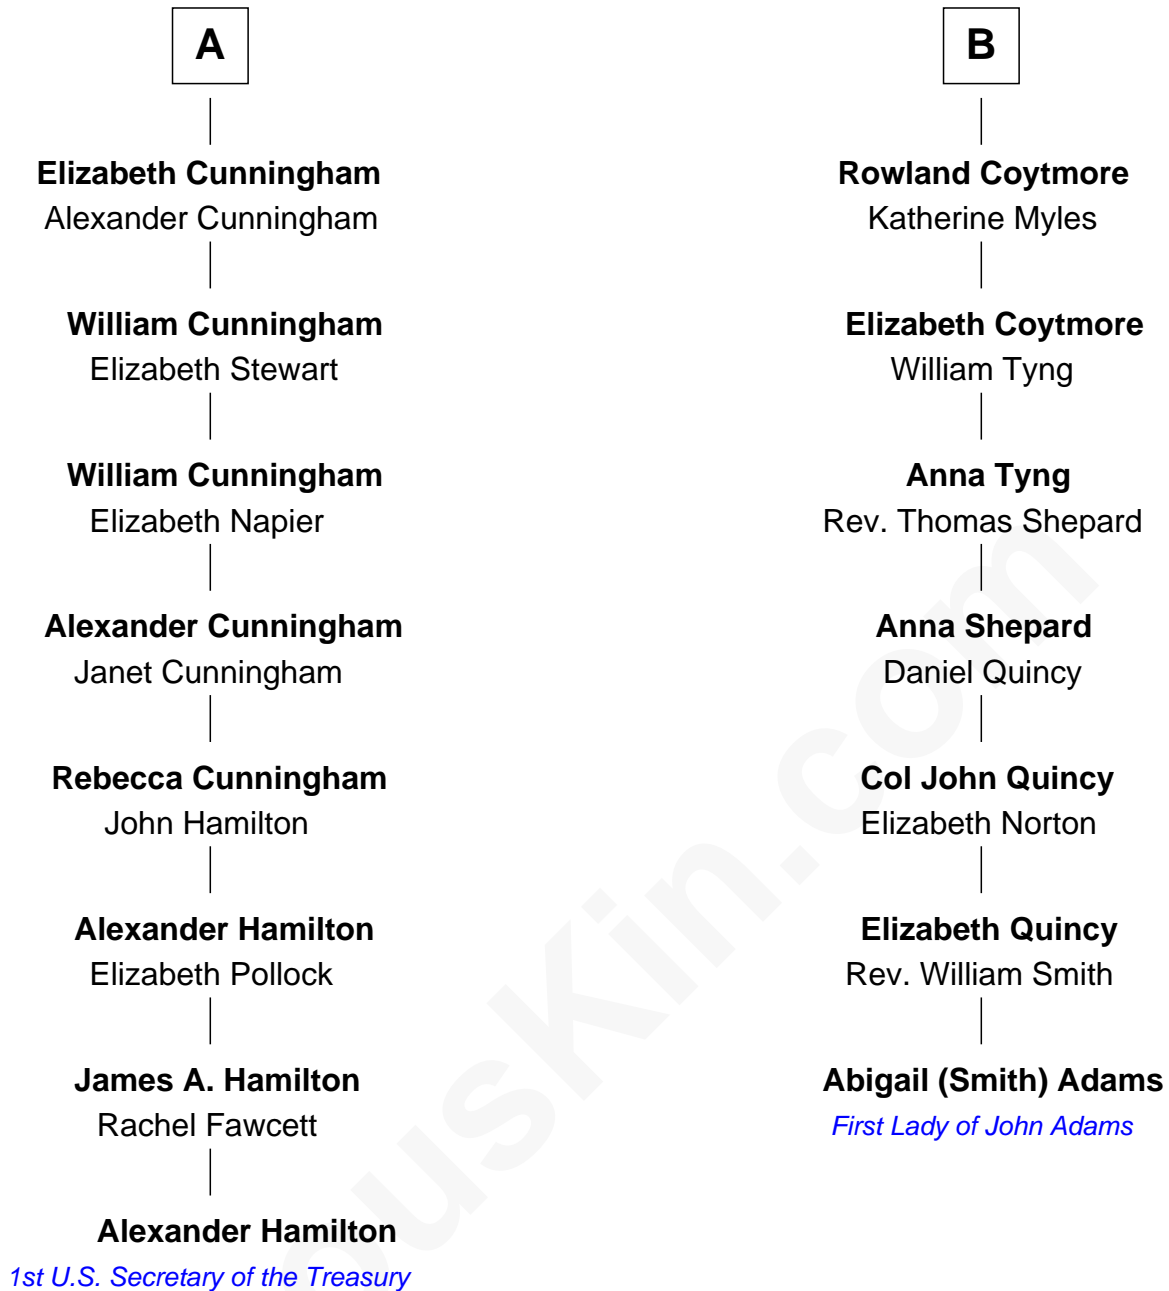 A
Elizabeth Cunningham
Alexander Cunningham
William Cunningham
Elizabeth Stewart
William Cunningham
Elizabeth Napier
Alexander Cunningham
Janet Cunningham
Rebecca Cunningham
John Hamilton
Alexander Hamilton
Elizabeth Pollock
James A. Hamilton
Rachel Fawcett
Alexander Hamilton
1st U.S. Secretary of the Treasury
B
Rowland Coytmore
Katherine Myles
Elizabeth Coytmore
William Tyng
Anna Tyng
Rev. Thomas Shepard
Anna Shepard
Daniel Quincy
Col John Quincy
Elizabeth Norton
Elizabeth Quincy
Rev. William Smith
Abigail (Smith) Adams
First Lady of John Adams
ousKin.com